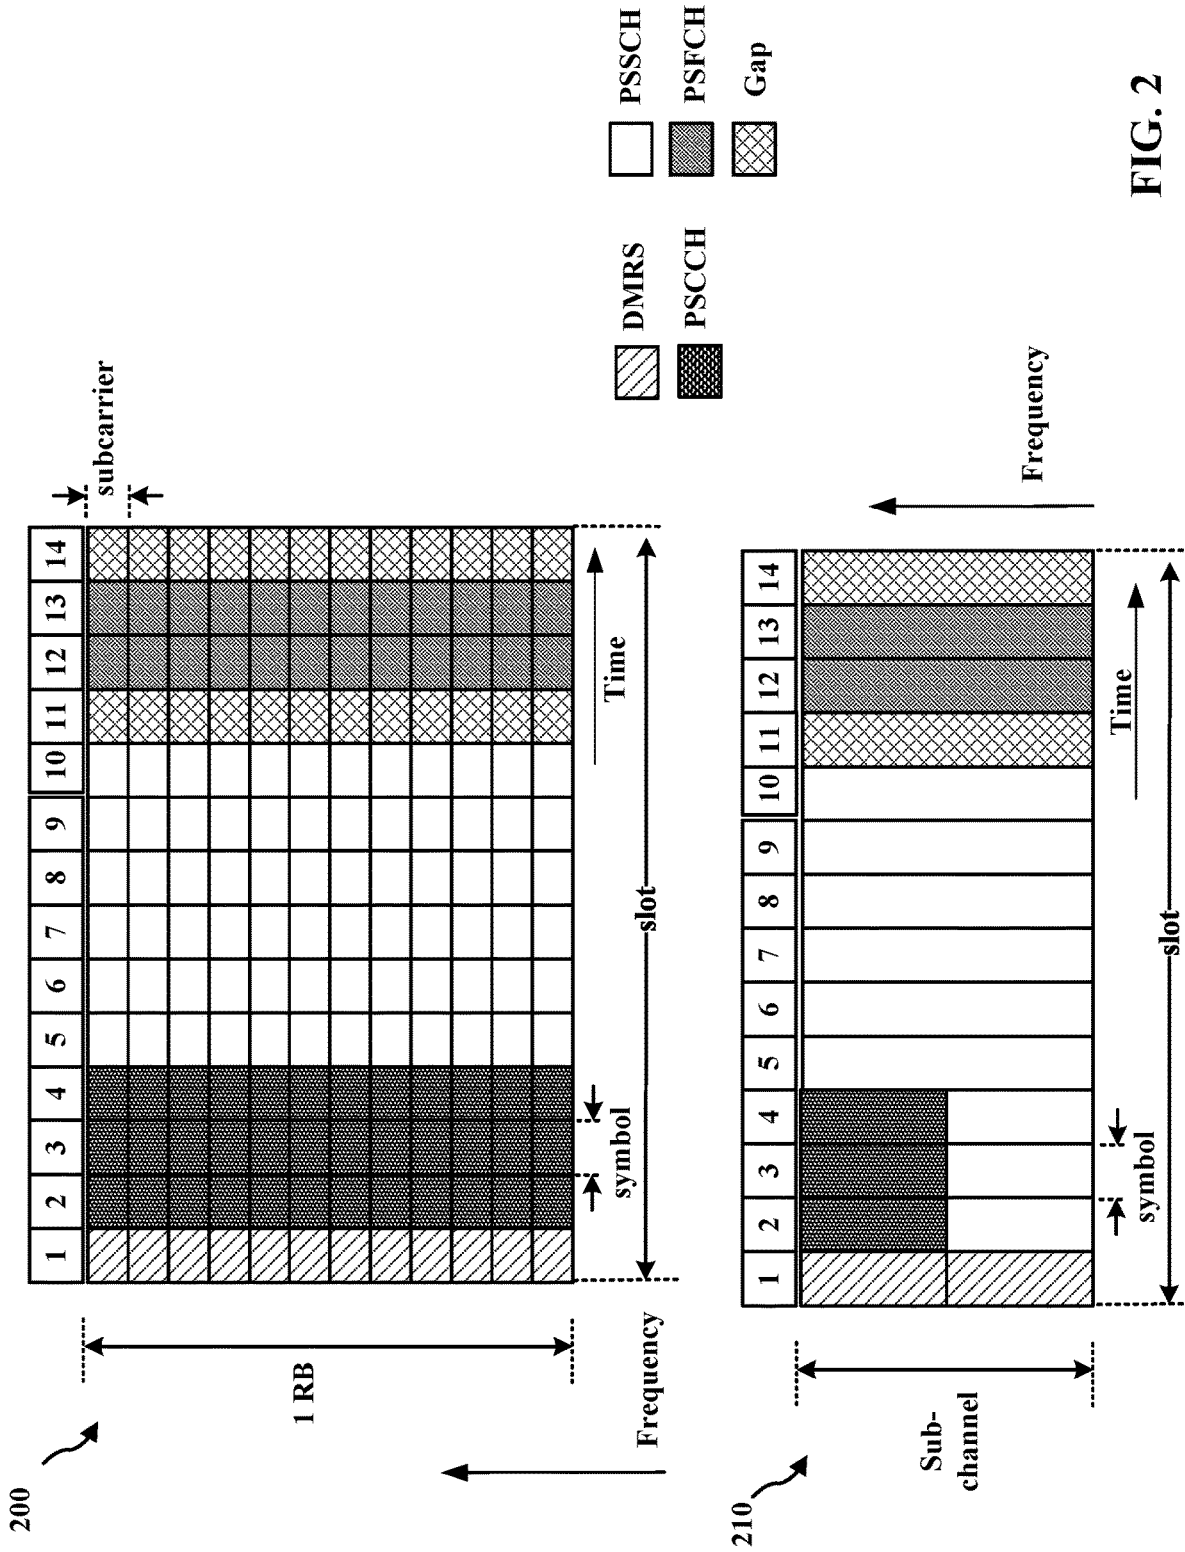 200
1 2 3 4 5 6 7 8 9 10 11 12 13 14
subcarrier
1 RB
Frequency
symbol
Time
slot
210
1 2 3 4 5 6 7 8 9 10 11 12 13 14
Sub-
channel
symbol
Time
slot
Frequency
DMRS
PSSCH
PSCCH
PSFCH
Gap
FIG. 2